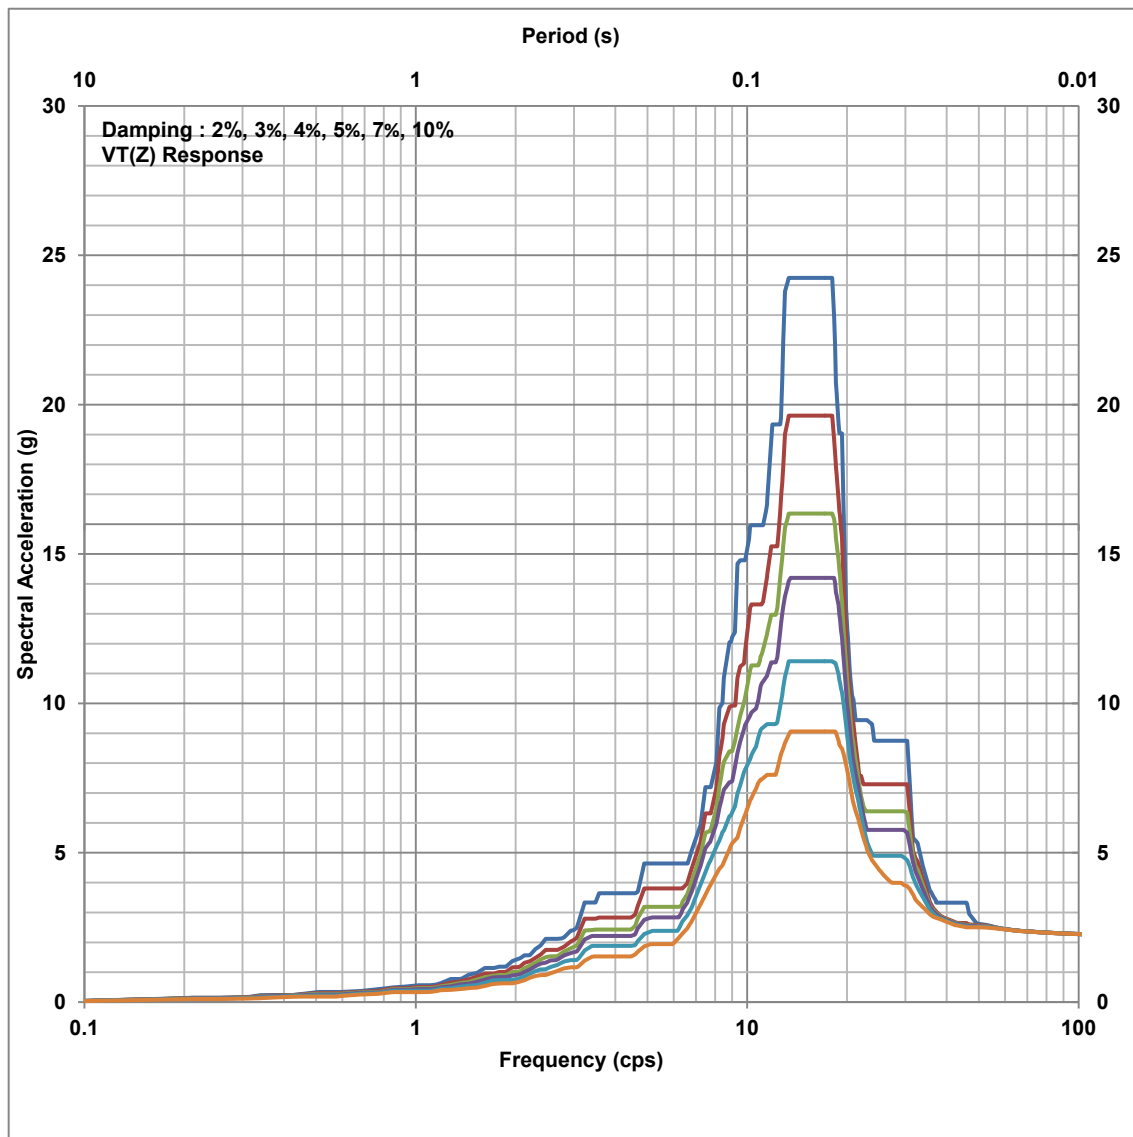 Period (s)
10 1 0.1 0.01
30 30
Damping : 2%, 3%, 4%, 5%, 7%, 10%
VT(Z) Response
25 25
20 20
Spectral Acceleration (g)
15 15
10 10
5 5
0 0
0.1 1 10 100
Frequency (cps)